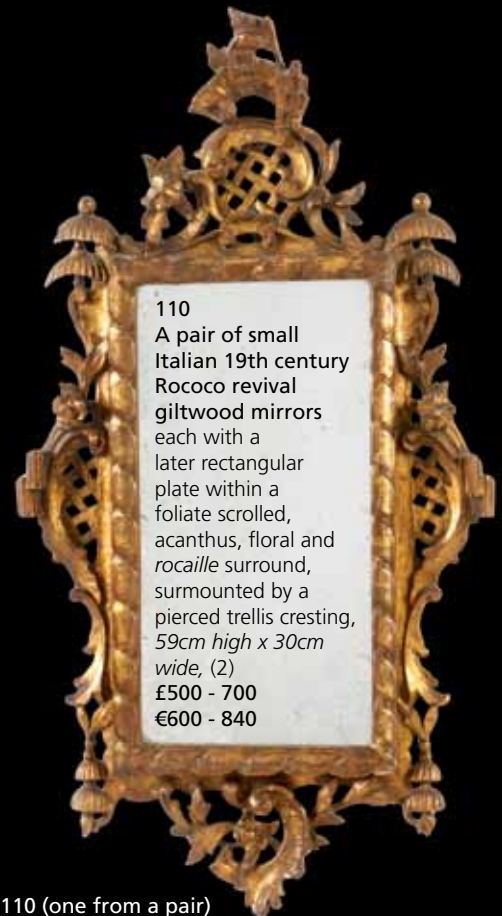 110
A pair of small
Italian 19th century
Rococo revival
giltwood mirrors
each with a
later rectangular
plate within a
foliate scrolled,
acanthus, floral and
rocaille surround,
surmounted by a
pierced trellis cresting,
59cm high x 30cm
wide, (2)
£500 - 700
€600 - 840
110 (one from a pair)